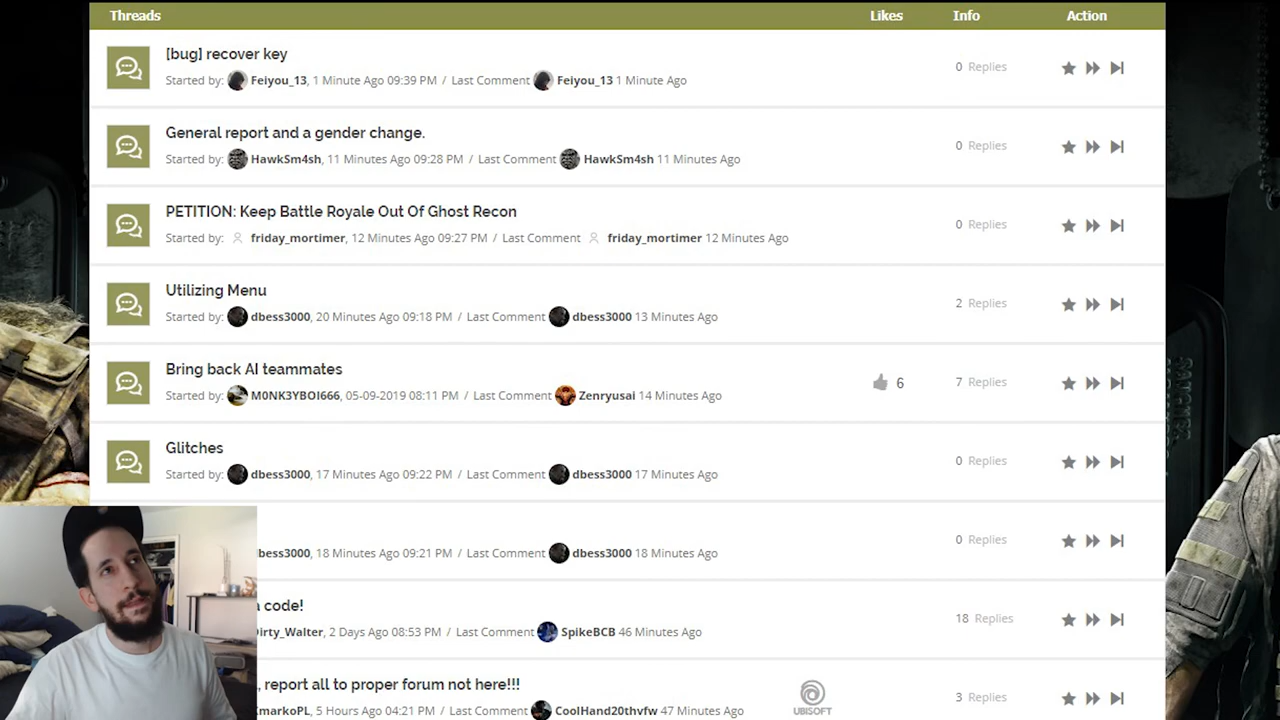 Threads Likes Info Action
[bug] recover key
Started by: Feiyou_13, 1 Minute Ago 09:39 PM / Last Comment Feiyou_13 1 Minute Ago
0 Replies
General report and a gender change.
Started by: HawkSm4sh, 11 Minutes Ago 09:28 PM / Last Comment HawkSm4sh 11 Minutes Ago
0 Replies
PETITION: Keep Battle Royale Out Of Ghost Recon
Started by: friday_mortimer, 12 Minutes Ago 09:27 PM / Last Comment friday_mortimer 12 Minutes Ago
0 Replies
Utilizing Menu
Started by: dbess3000, 20 Minutes Ago 09:18 PM / Last Comment dbess3000 13 Minutes Ago
2 Replies
Bring back AI teammates
Started by: M0NK3YBOI666, 05-09-2019 08:11 PM / Last Comment Zenryusai 14 Minutes Ago
6
7 Replies
Glitches
Started by: dbess3000, 17 Minutes Ago 09:22 PM / Last Comment dbess3000 17 Minutes Ago
0 Replies
bess3000, 18 Minutes Ago 09:21 PM / Last Comment dbess3000 18 Minutes Ago
0 Replies
a code!
Dirty_Walter, 2 Days Ago 08:53 PM / Last Comment SpikeBCB 46 Minutes Ago
18 Replies
, report all to proper forum not here!!!
XmarkoPL, 5 Hours Ago 04:21 PM / Last Comment CoolHand20thvfw 47 Minutes Ago
3 Replies
UBISOFT